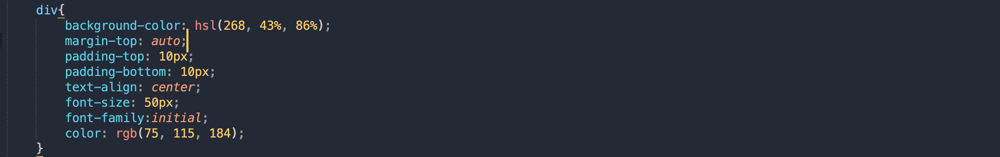 div{
background-color: hsl(268, 43%, 86%);
margin-top: auto;
padding-top: 10px;
padding-bottom: 10px;
text-align: center;
font-size: 50px;
font-family:initial;
color: rgb(75, 115, 184);
}